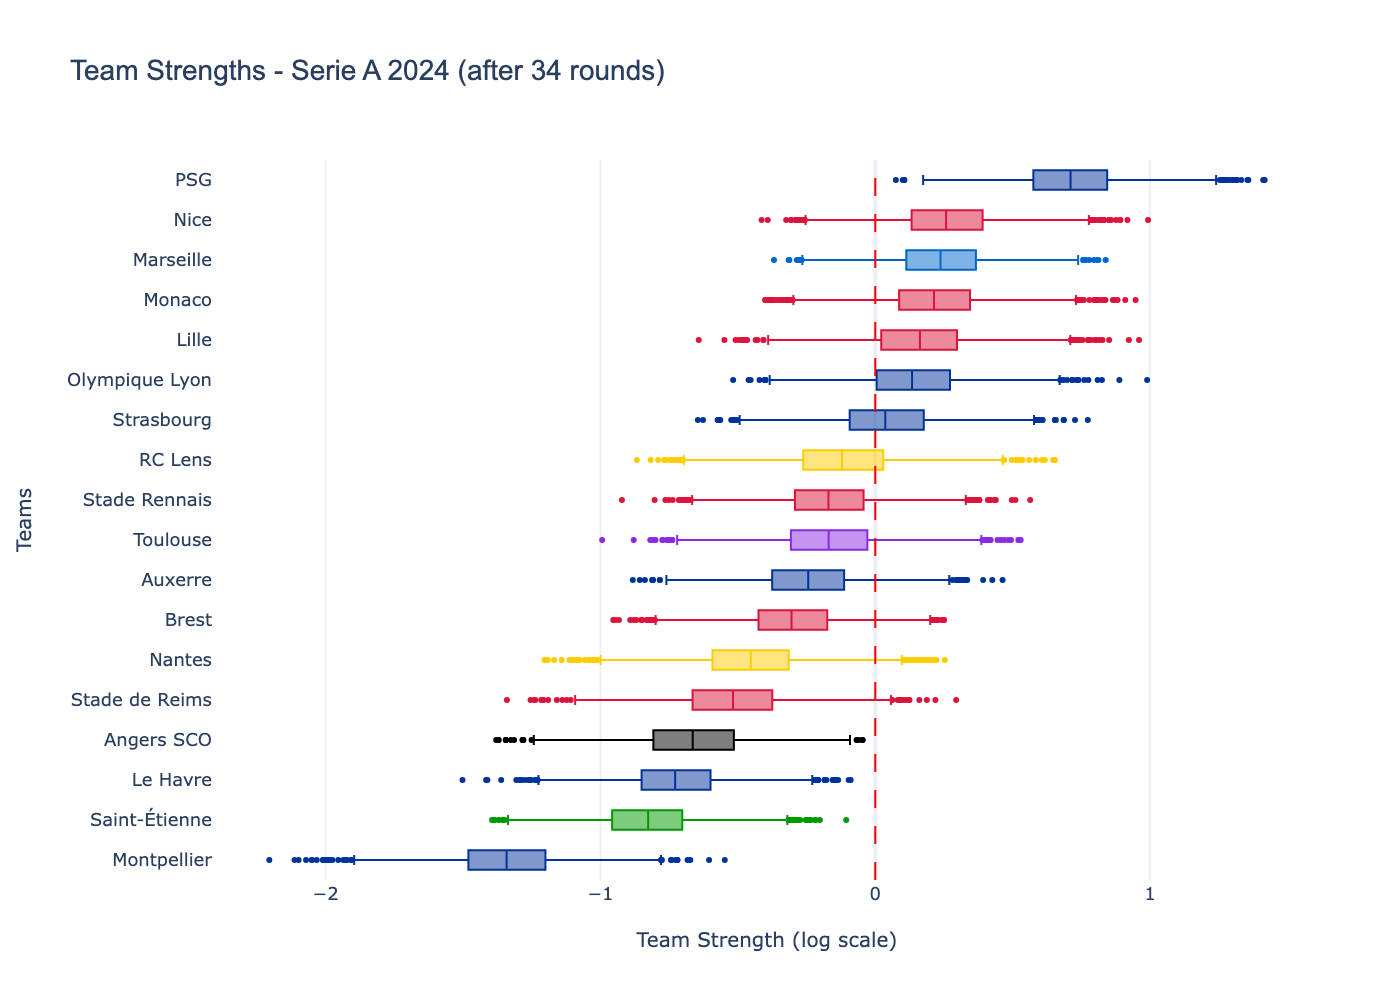 Team Strengths - Serie A 2024 (after 34 rounds)
PSG
Nice
Marseille
Monaco
Lille
Olympique Lyon
Strasbourg
RC Lens
Stade Rennais
Toulouse
Auxerre
Brest
Nantes
Stade de Reims
Angers SCO
Le Havre
Saint-Étienne
Montpellier
Teams
−2 −1 0 1
Team Strength (log scale)